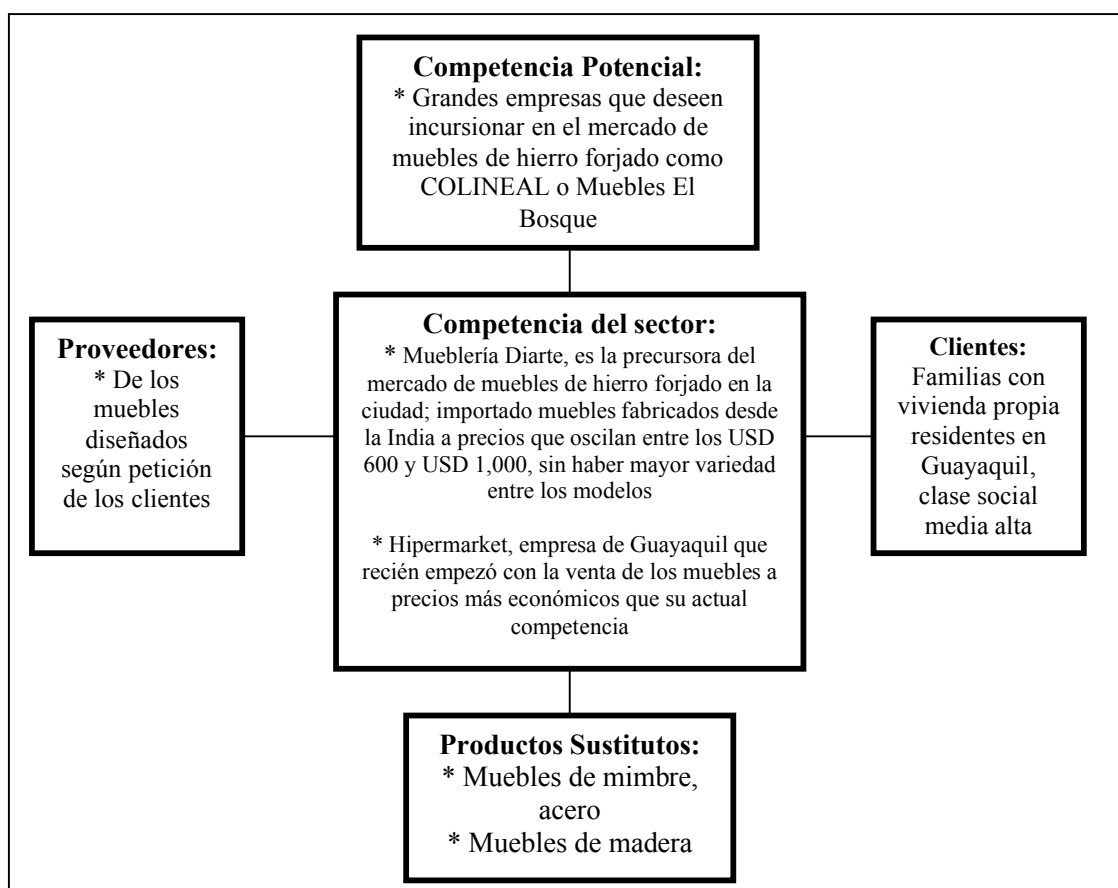 Competencia Potencial:
* Grandes empresas que deseen
incursionar en el mercado de
muebles de hierro forjado como
COLINEAL o Muebles El
Bosque
Proveedores:
* De los
muebles
diseñados
según petición
de los clientes
Competencia del sector:
* Mueblería Diarte, es la precursora del
mercado de muebles de hierro forjado en la
ciudad; importado muebles fabricados desde
la India a precios que oscilan entre los USD
600 y USD 1,000, sin haber mayor variedad
entre los modelos
* Hipermarket, empresa de Guayaquil que
recién empezó con la venta de los muebles a
precios más económicos que su actual
competencia
Clientes:
Familias con
vivienda propia
residentes en
Guayaquil,
clase social
media alta
Productos Sustitutos:
* Muebles de mimbre,
acero
* Muebles de madera